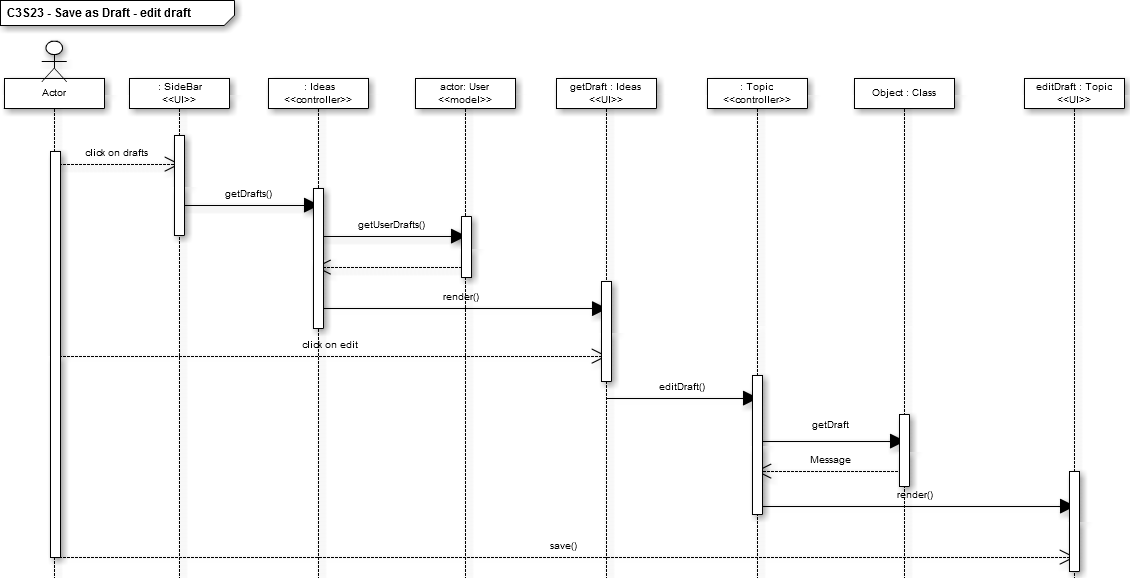 C3S23 - Save as Draft - edit draft
Actor
: SideBar
<<UI>>
: Ideas
<<controller>>
actor: User
<<model>>
getDraft : Ideas
<<UI>>
: Topic
<<controller>>
Object : Class
editDraft : Topic
<<UI>>
click on drafts
getDrafts()
getUserDrafts()
render()
click on edit
editDraft()
getDraft
Message
render()
save()